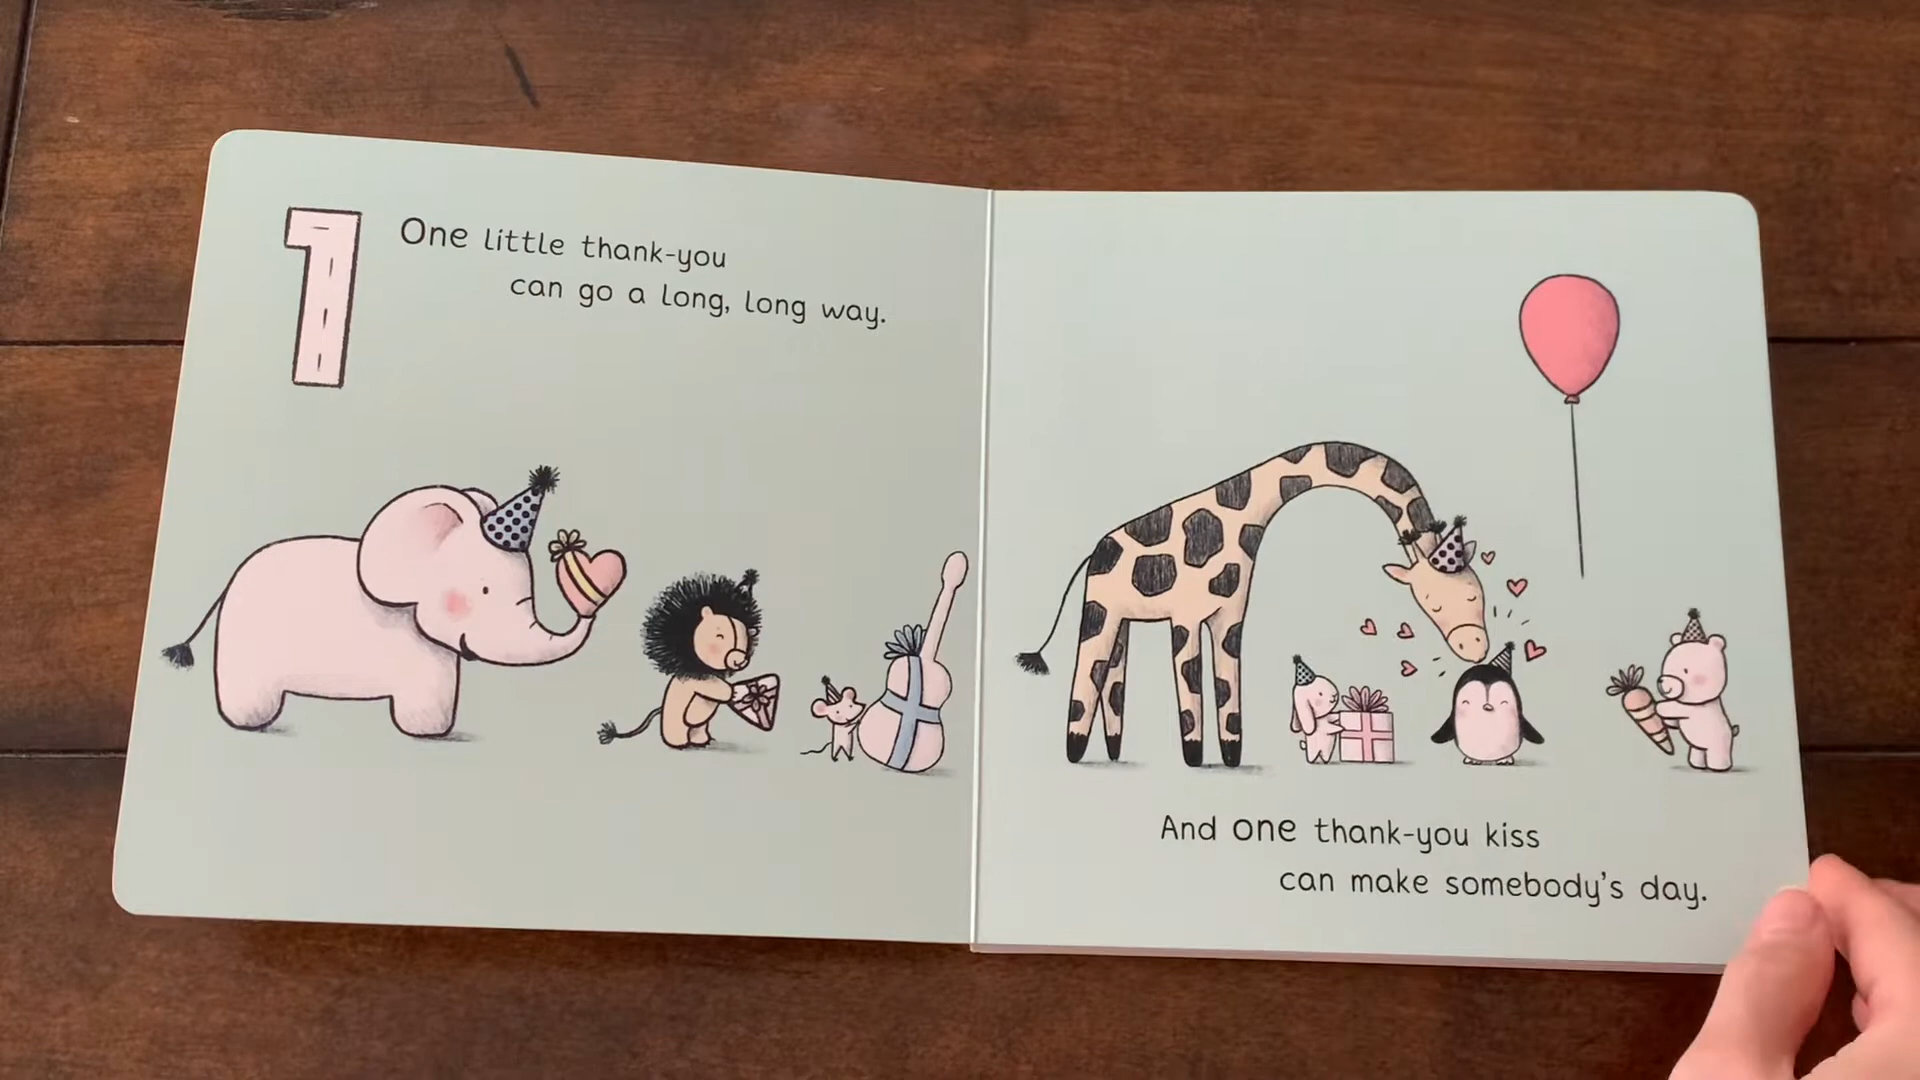 1
One little thank-you
can go a long, long way.
And one thank-you kiss
can make somebody's day.